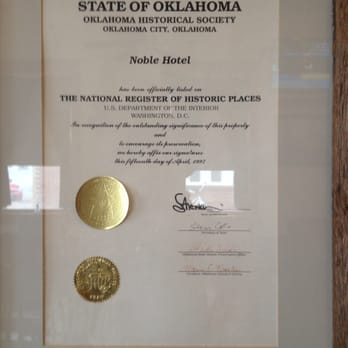 STATE OF OKLAHOMA
OKLAHOMA HISTORICAL SOCIETY
OKLAHOMA CITY, OKLAHOMA
Noble Hotel
has been officially listed on
THE NATIONAL REGISTER OF HISTORIC PLACES
U.S. DEPARTMENT OF THE INTERIOR
WASHINGTON, D.C.
In recognition of the outstanding significance of this property
and
to encourage its preservation,
we hereby affix our signatures
this fifteenth day of April, 1997